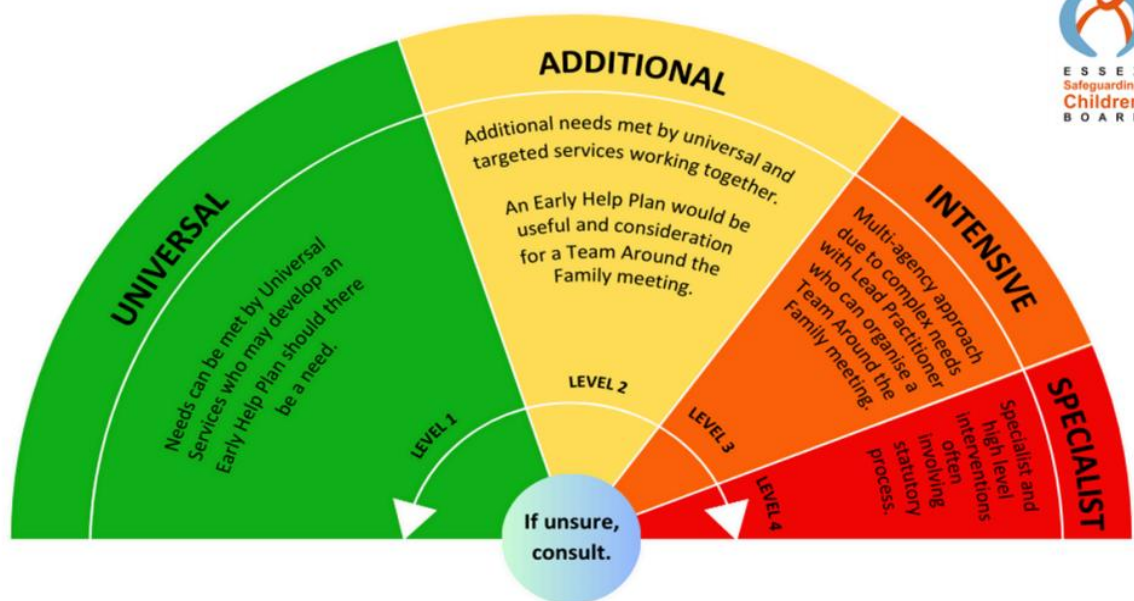 UNIVERSAL
Needs can be met by Universal
Services who may develop an
Early Help Plan should there
be a need.
LEVEL 1
ADDITIONAL
Additional needs met by universal and
targeted services working together.
An Early Help Plan would be
useful and consideration
for a Team Around the
Family meeting.
LEVEL 2
INTENSIVE
Multi-agency approach
due to complex needs
with Lead Practitioner
who can organise a
Team Around the
Family meeting.
LEVEL 3
SPECIALIST
Specialist and
high level
interventions
often
involving
statutory
process.
LEVEL 4
If unsure,
consult.
Children
BOAR